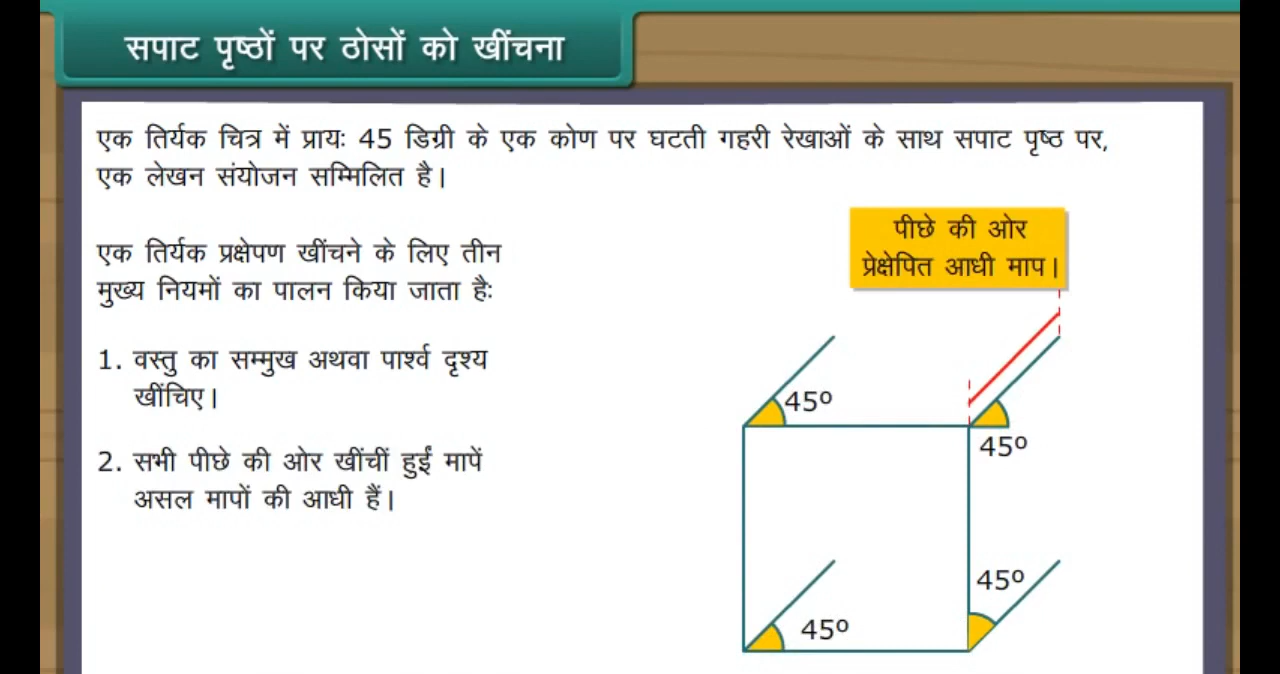 सपाट पृष्ठों पर ठोसों को खींचना
एक तिर्यक चित्र में प्रायः 45 डिग्री के एक कोण पर घटती गहरी रेखाओं के साथ सपाट पृष्ठ पर,
एक लेखन संयोजन सम्मिलित है।
एक तिर्यक प्रक्षेपण खींचने के लिए तीन
मुख्य नियमों का पालन किया जाता हैः
1. वस्तु का सम्मुख अथवा पार्श्व दृश्य
खींचिए।
2. सभी पीछे की ओर खींचीं हुईं मापें
असल मापों की आधी हैं।
पीछे की ओर
प्रेक्षेपित आधी माप।
45º
45º
45º
45º